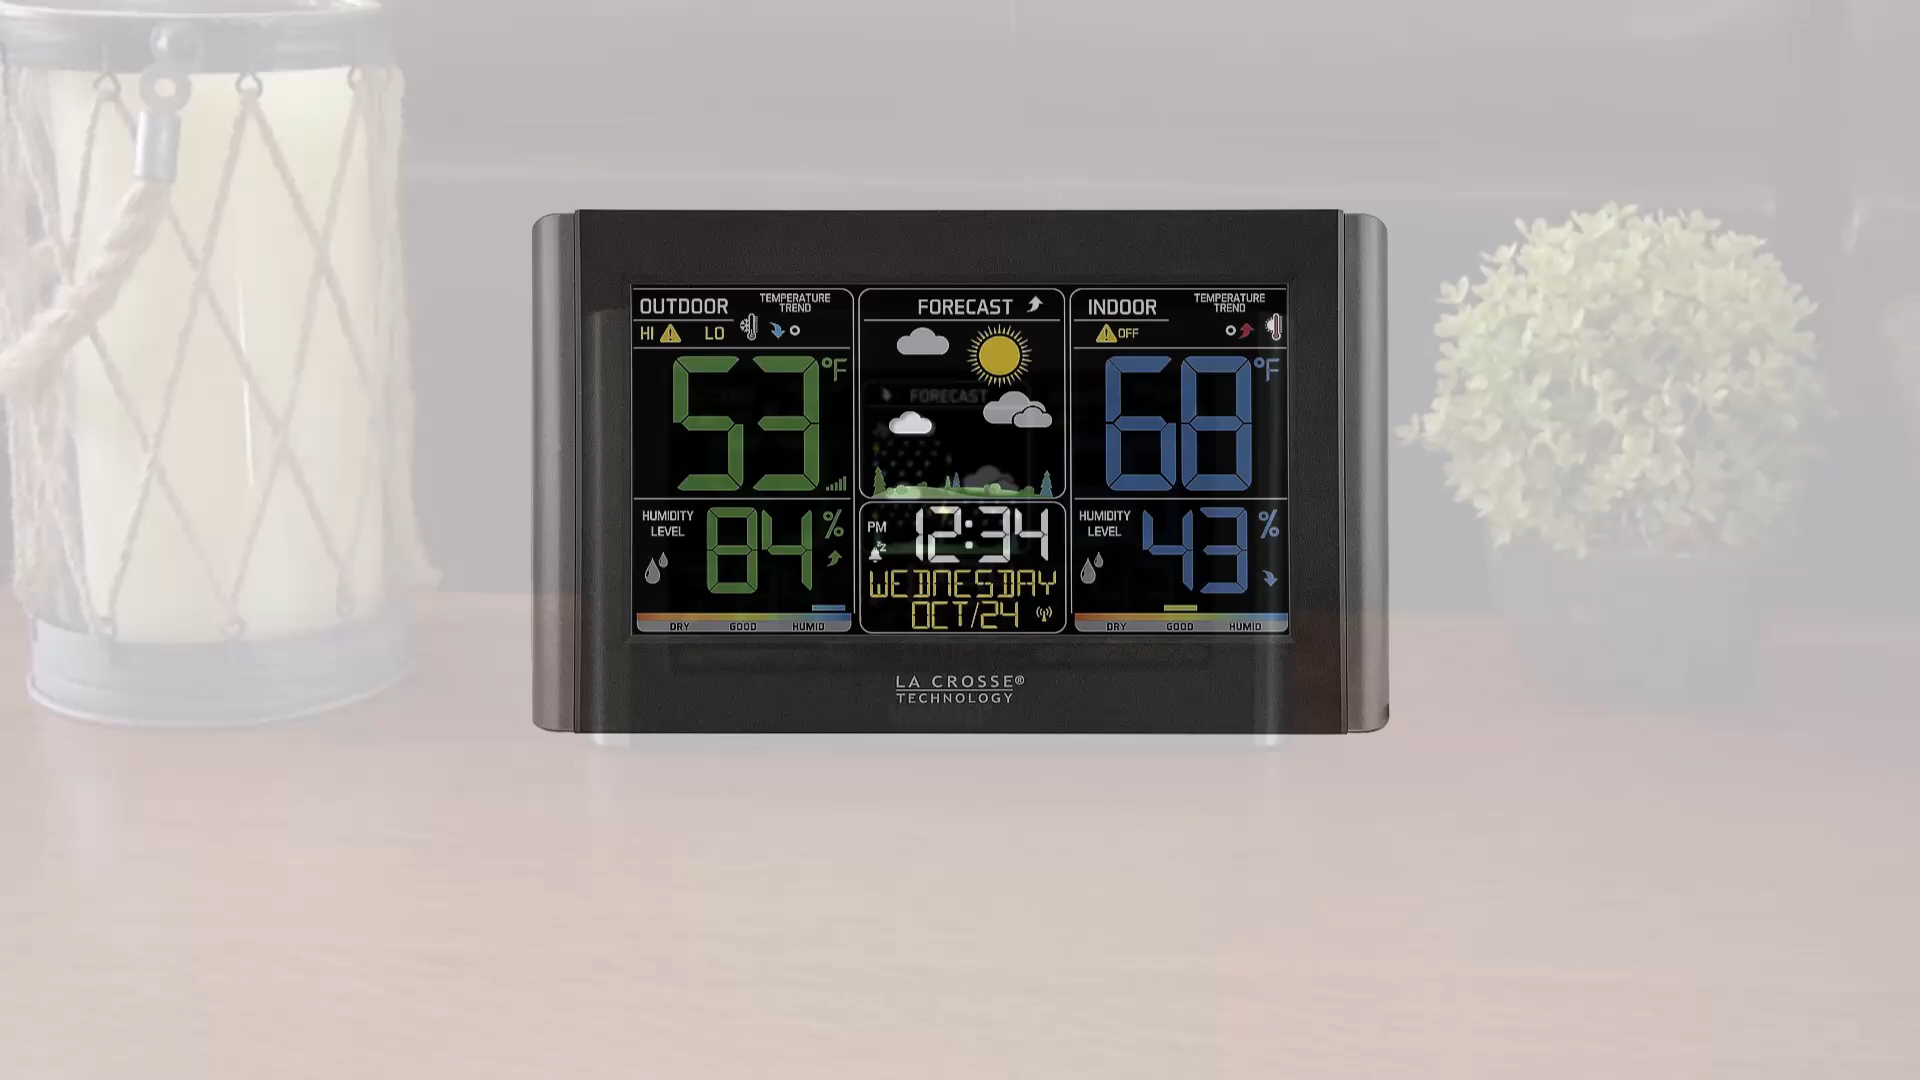 OUTDOOR
TEMPERATURE
TREND
HI LO
53 °F
HUMIDITY
LEVEL
84 %
DRY GOOD HUMID
FORECAST
FORECAST
PM 12:34
WEDNESDAY
OCT/24
INDOOR
TEMPERATURE
TREND
OFF
68 °F
HUMIDITY
LEVEL
43 %
DRY GOOD HUMID
LA CROSSE®
TECHNOLOGY